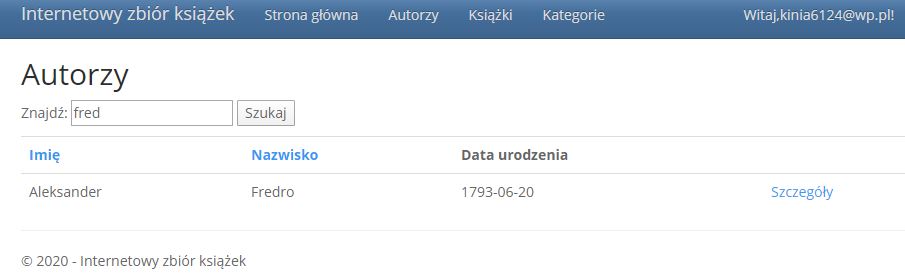 Internetowy zbiór książek Strona główna Autorzy Książki Kategorie Witaj,kinia6124@wp.pl!
Autorzy
Znajdź: fred Szukaj
Imię Nazwisko Data urodzenia
Aleksander Fredro 1793-06-20 Szczegóły
© 2020 - Internetowy zbiór książek